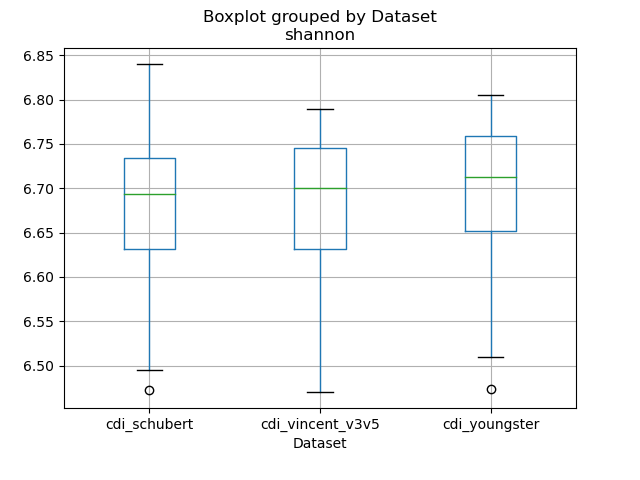 Boxplot grouped by Dataset
shannon
6.85
6.80
6.75
6.70
6.65
6.60
6.55
6.50
cdi_schubert
cdi_vincent_v3v5
cdi_youngster
Dataset